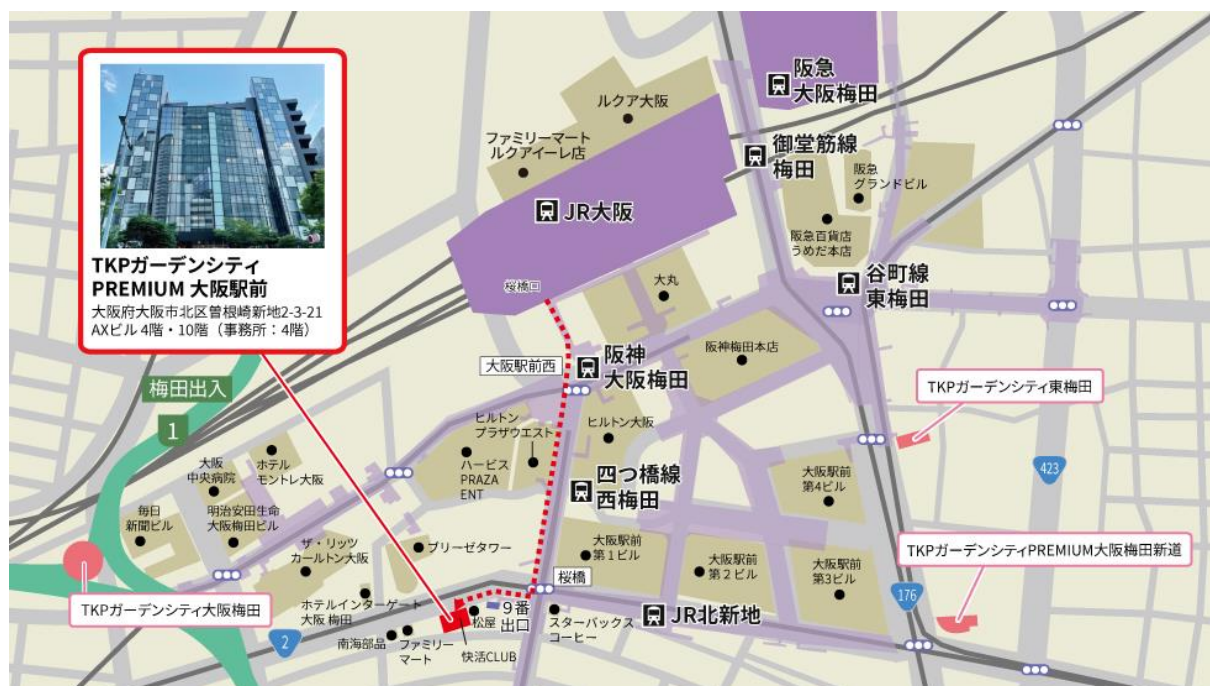 阪急
大阪梅田
ルクア大阪
ファミリーマート
ルクアイーレ店
御堂筋線
梅田
阪急
グランドビル
JR大阪
阪急百貨店
うめだ本店
TKPガーデンシティ
PREMIUM 大阪駅前
大阪府大阪市北区曽根崎新地2-3-21
AXビル 4階・10階（事務所：4階）
桜橋口
大丸
谷町線
東梅田
大阪駅前西
阪神
大阪梅田
阪神梅田本店
梅田出入
1
TKPガーデンシティ東梅田
ヒルトン
プラザウエスト
ヒルトン大阪
ハービス
PRAZA
ENT
大阪
中央病院
ホテル
モントレ大阪
四つ橋線
西梅田
大阪駅前
第4ビル
423
毎日
新聞ビル
明治安田生命
大阪梅田ビル
ザ・リッツ
カールトン大阪
ブリーゼタワー
大阪駅前
第1ビル
大阪駅前
第2ビル
大阪駅前
第3ビル
TKPガーデンシティPREMIUM大阪梅田新道
桜橋
176
TKPガーデンシティ大阪梅田
ホテルインターゲート
大阪 梅田
松屋
9番
出口
スターバックス
コーヒー
JR北新地
2
南海部品
ファミリー
マート
快活CLUB